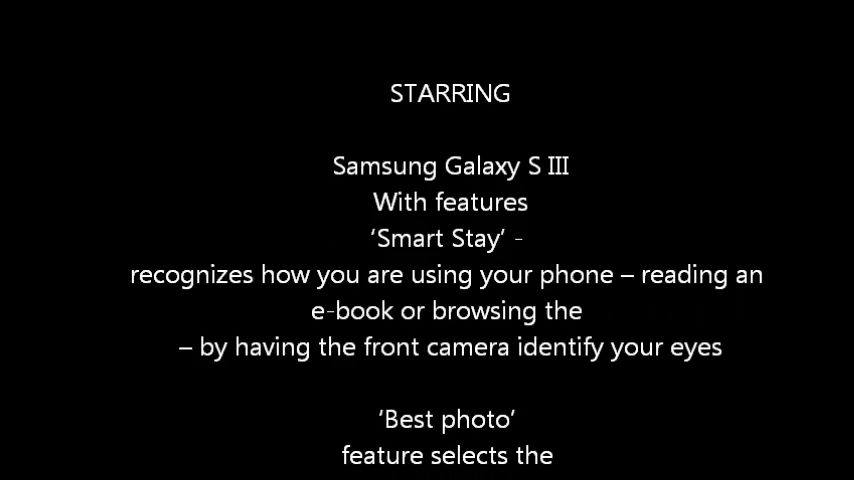 STARRING
Samsung Galaxy S III
With features
‘Smart Stay’ -
recognizes how you are using your phone – reading an
e-book or browsing the
– by having the front camera identify your eyes
‘Best photo’
feature selects the